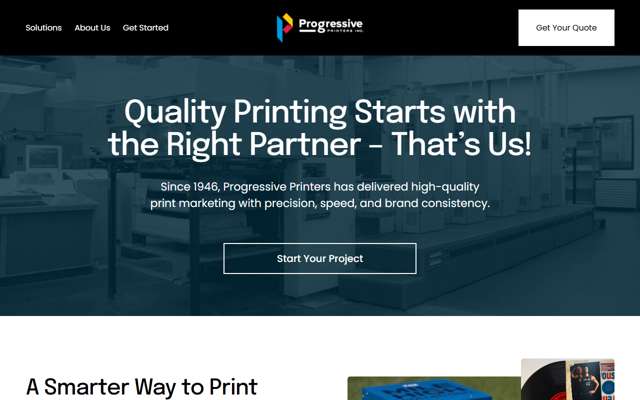 Solutions
About Us
Get Started
Progressive
PRINTERS INC.
Get Your Quote
Quality Printing Starts with
the Right Partner – That's Us!
Since 1946, Progressive Printers has delivered high-quality
print marketing with precision, speed, and brand consistency.
Start Your Project
A Smarter Way to Print